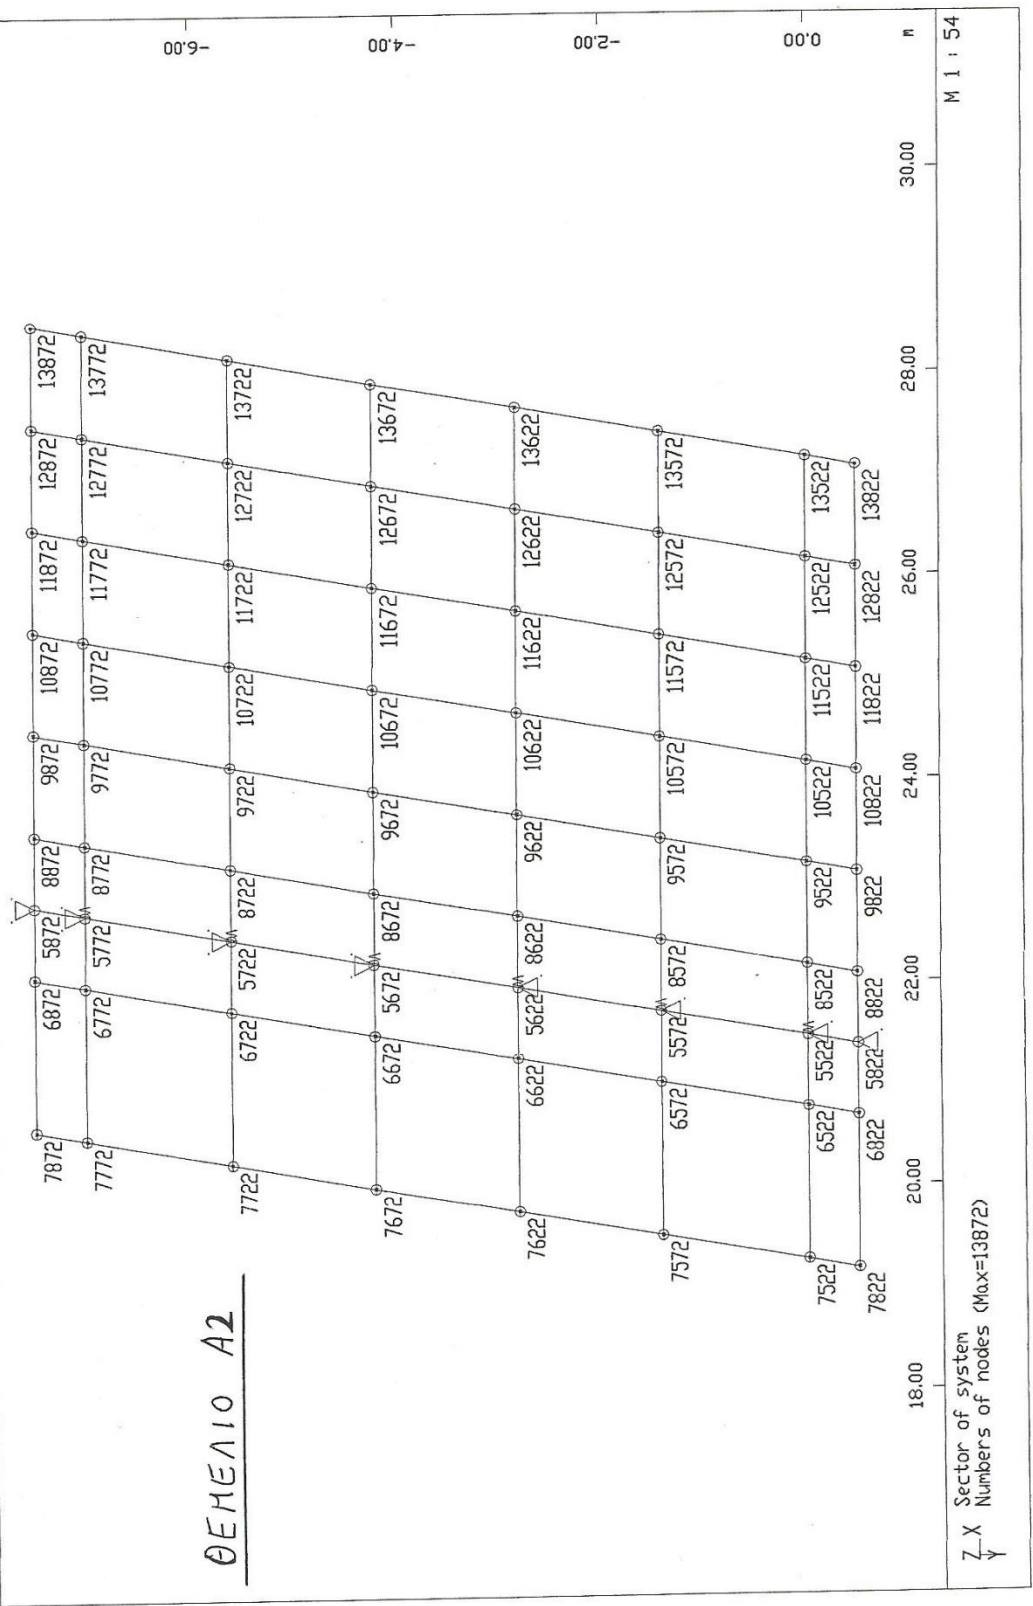 7872 6872 5872 8872 9872 10872 11872 12872 13872
7772 6772 5772 8772 9772 10772 11772 12772 13772
-6.00
ΘΕΜΕΛΙΟ Α2
7722 6722 5722 8722 9722 10722 11722 12722 13722
7672 6672 5672 8672 9672 10672 11672 12672 13672
-4.00
7622 6622 5622 8622 9622 10622 11622 12622 13622
-2.00
7572 6572 5572 8572 9572 10572 11572 12572 13572
7522 6522 5522 8522 9522 10522 11522 12522 13522
0.00
7822 6822 5822 8822 9822 10822 11822 12822 13822
18.00 20.00 22.00 24.00 26.00 28.00 30.00 m
Z X Sector of system M 1 : 54
Y Numbers of nodes (Max=13872)